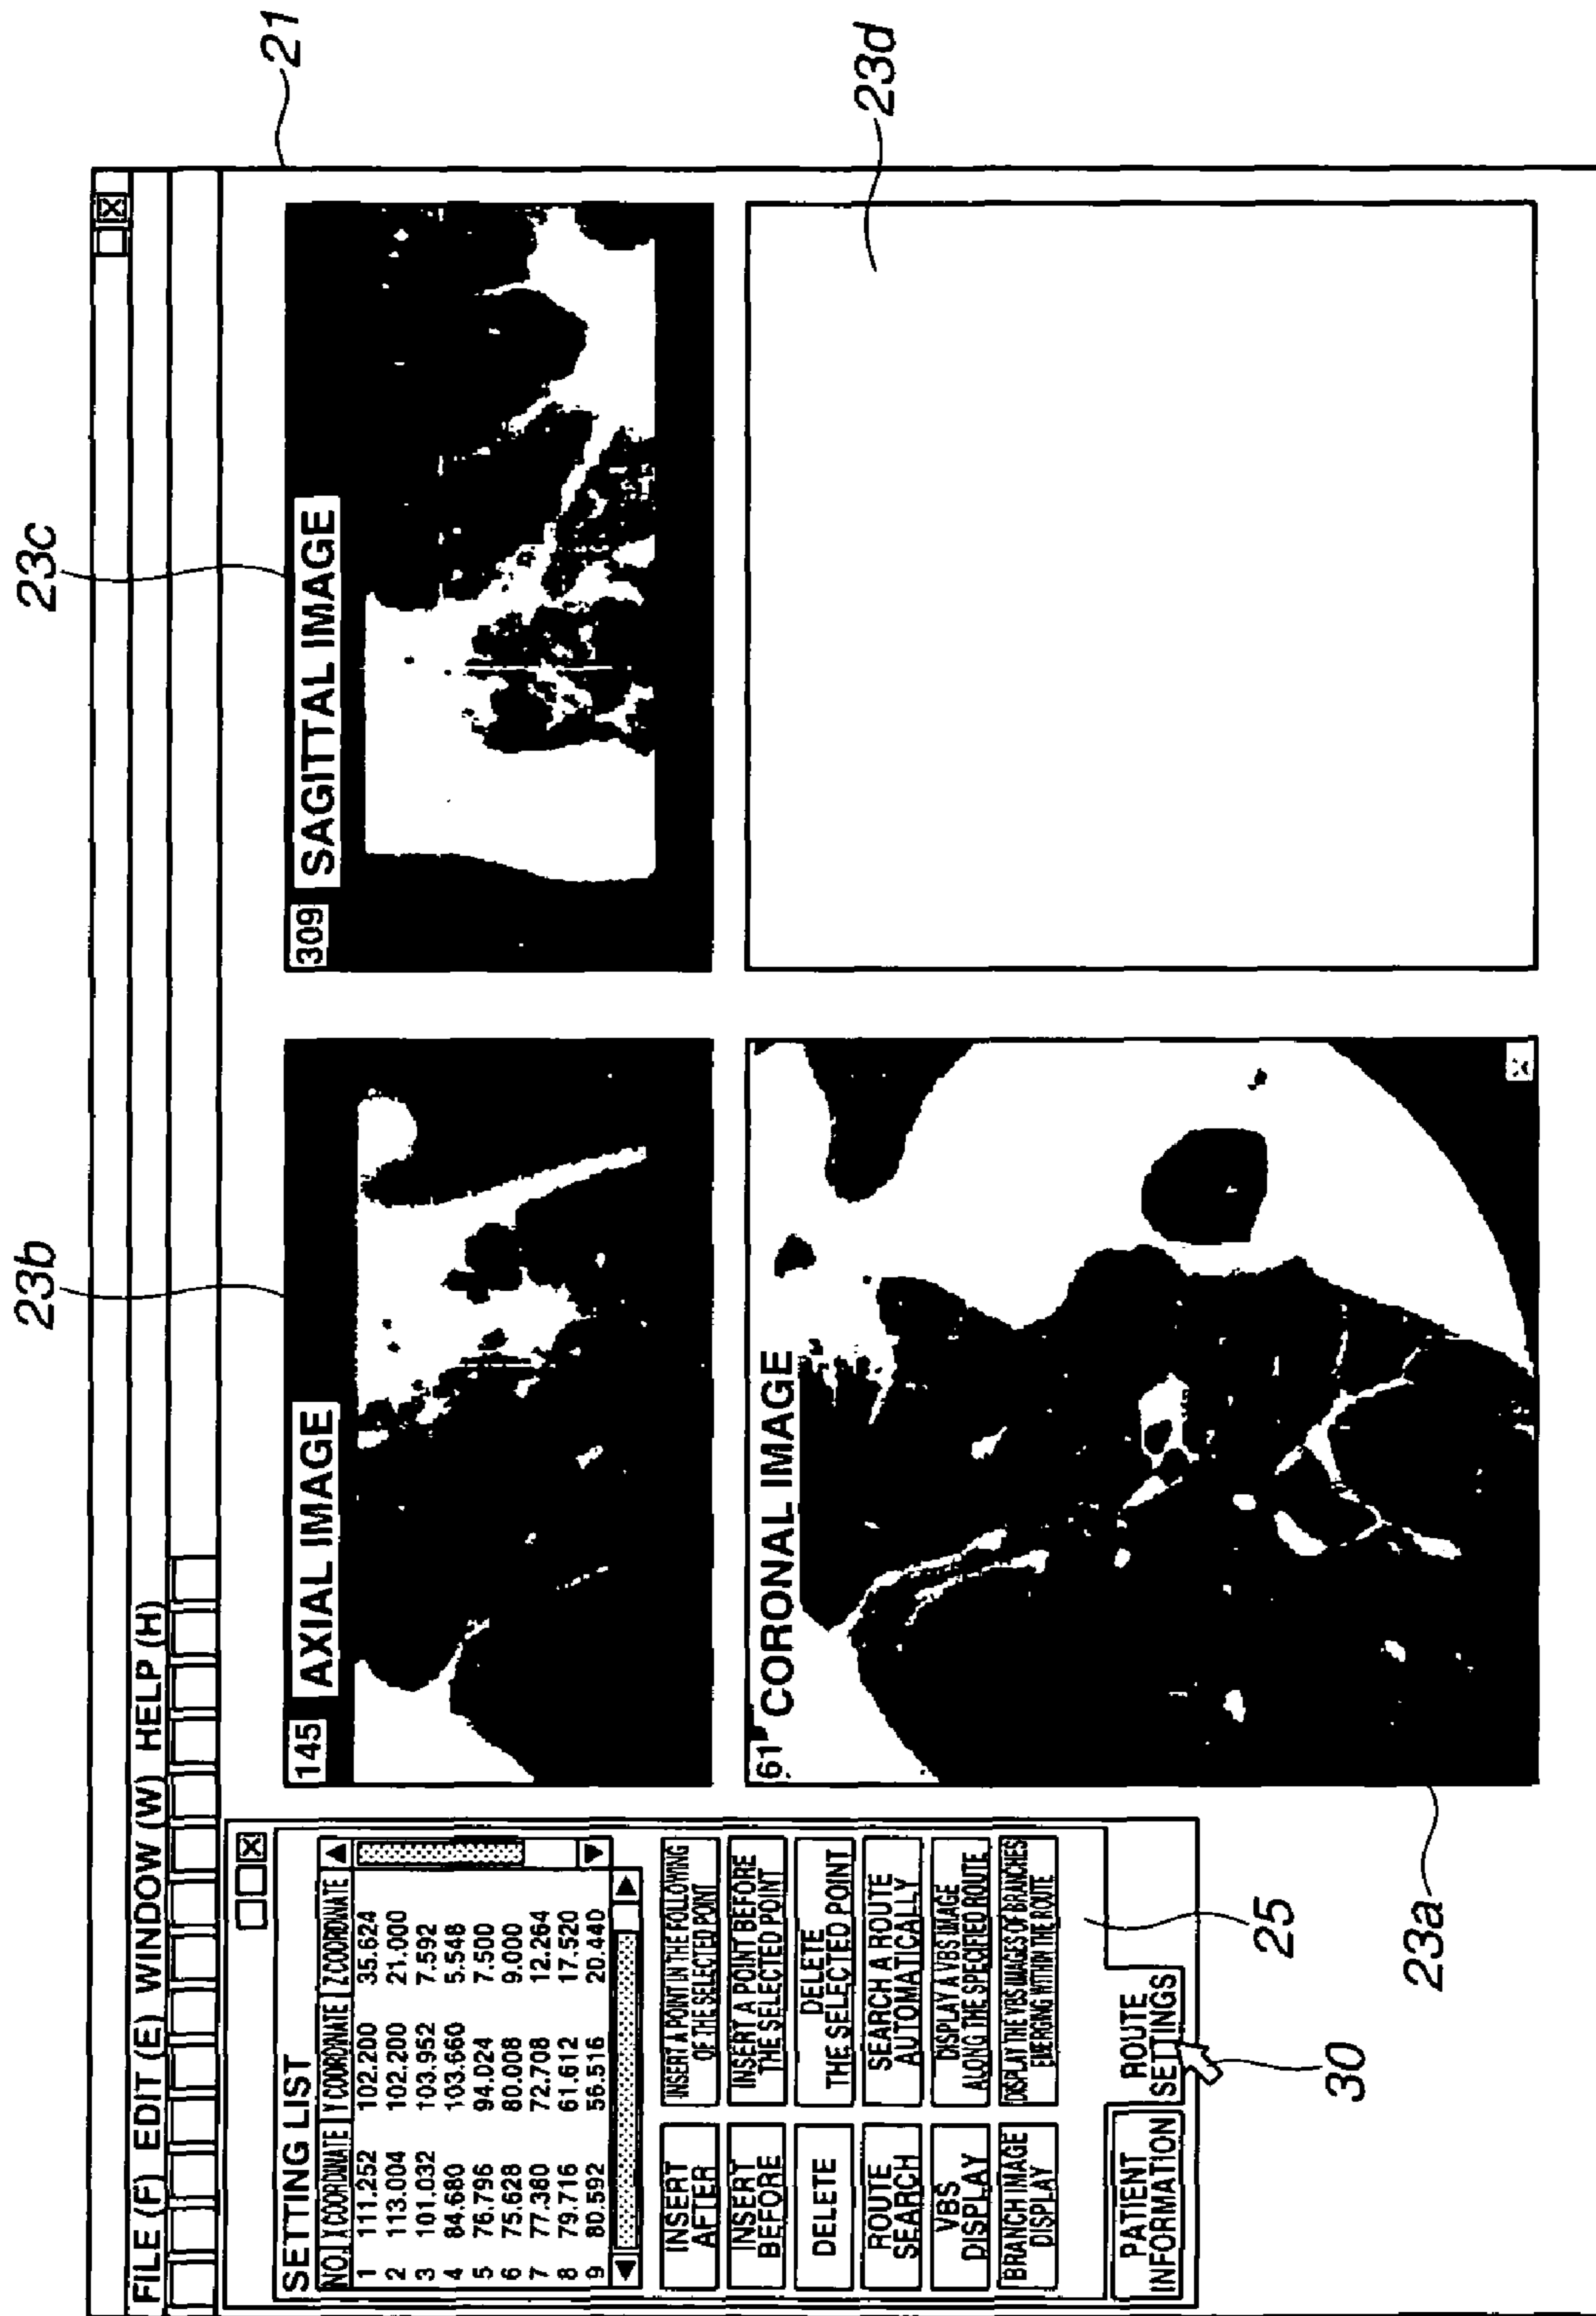 21
23c
23b
FILE (F) EDIT (E) WINDOW (W) HELP (H)
SETTING LIST
NO. X COORDINATE Y COORDINATE Z COORDINATE
1 111.252 102.200 35.624
2 113.004 102.200 21.000
3 101.032 103.952 7.592
4 84.680 103.660 5.548
5 76.796 94.024 7.500
6 75.628 80.008 9.000
7 77.380 72.708 12.264
8 79.716 61.612 17.520
9 80.592 56.516 20.440
INSERT
AFTER
INSERT A POINT IN THE FOLLOWING
OF THE SELECTED POINT
INSERT
BEFORE
INSERT A POINT BEFORE
THE SELECTED POINT
DELETE
DELETE
THE SELECTED POINT
ROUTE
SEARCH
SEARCH A ROUTE
AUTOMATICALLY
VBS
DISPLAY
DISPLAY A VBS IMAGE
ALONG THE SPECIFIED ROUTE
BRANCH IMAGE
DISPLAY
DISPLAY THE VBS IMAGES OF BRANCHES
EMERGING WITHIN THE ROUTE
PATIENT
INFORMATION
ROUTE
SETTINGS
25
30
145 AXIAL IMAGE
309 SAGITTAL IMAGE
61 CORONAL IMAGE
23d
23a